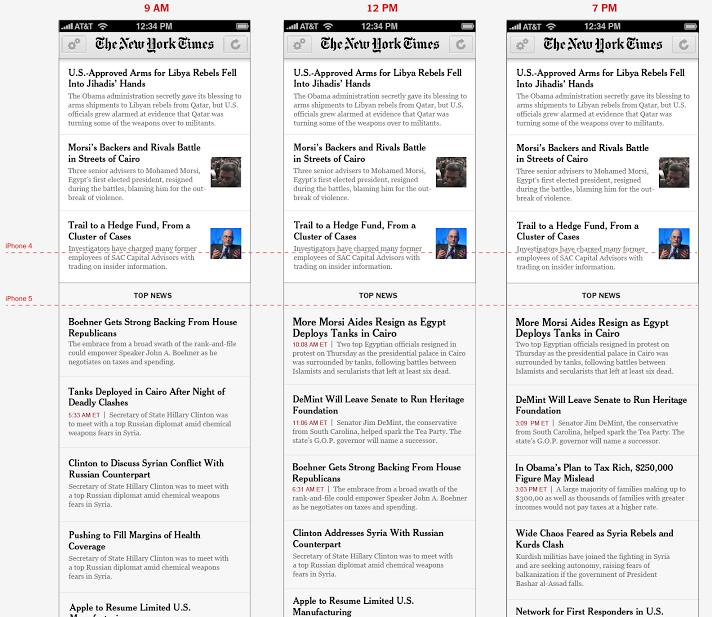 9 AM
12 PM
7 PM
AT&T
12:34 PM
The New York Times
U.S.-Approved Arms for Libya Rebels Fell
Into Jihadis' Hands
The Obama administration secretly gave its blessing to
arms shipments to Libyan rebels from Qatar, but U.S.
officials grew alarmed at evidence that Qatar was
turning some of the weapons over to militants.
Morsi's Backers and Rivals Battle
in Streets of Cairo
Three senior advisers to Mohamed Morsi,
Egypt's first elected president, resigned
during the battles, blaming him for the out-
break of violence.
Trail to a Hedge Fund, From a
Cluster of Cases
Investigators have charged many former
employees of SAC Capital Advisors with
trading on insider information.
TOP NEWS
Boehner Gets Strong Backing From House
Republicans
The embrace from a broad swath of the rank-and-file
could empower Speaker John A. Boehner as he
negotiates on taxes and spending.
Tanks Deployed in Cairo After Night of
Deadly Clashes
5:33 AM ET | Secretary of State Hillary Clinton was
to meet with a top Russian diplomat amid chemical
weapons fears in Syria.
Clinton to Discuss Syrian Conflict With
Russian Counterpart
Secretary of State Hillary Clinton was to meet with
a top Russian diplomat amid chemical weapons
fears in Syria.
Pushing to Fill Margins of Health
Coverage
Secretary of State Hillary Clinton was to meet with
a top Russian diplomat amid chemical weapons
fears in Syria.
Apple to Resume Limited U.S.
Manufacturing
AT&T
12:34 PM
The New York Times
U.S.-Approved Arms for Libya Rebels Fell
Into Jihadis' Hands
The Obama administration secretly gave its blessing to
arms shipments to Libyan rebels from Qatar, but U.S.
officials grew alarmed at evidence that Qatar was
turning some of the weapons over to militants.
Morsi's Backers and Rivals Battle
in Streets of Cairo
Three senior advisers to Mohamed Morsi,
Egypt's first elected president, resigned
during the battles, blaming him for the out-
break of violence.
Trail to a Hedge Fund, From a
Cluster of Cases
Investigators have charged many former
employees of SAC Capital Advisors with
trading on insider information.
TOP NEWS
More Morsi Aides Resign as Egypt
Deploys Tanks in Cairo
10:08 AM ET | Two top Egyptian officials resigned in
protest on Thursday as the presidential palace in Cairo
was surrounded by tanks, following battles between
Islamists and secularists that left at least six dead.
DeMint Will Leave Senate to Run Heritage
Foundation
11:06 AM ET | Senator Jim DeMint, the conservative
from South Carolina, helped spark the Tea Party. The
state's G.O.P. governor will name a successor.
Boehner Gets Strong Backing From House
Republicans
6:31 AM ET | The embrace from a broad swath of the
rank-and-file could empower Speaker John A. Boehner
as he negotiates on taxes and spending.
Clinton Addresses Syria With Russian
Counterpart
Secretary of State Hillary Clinton was to meet with
a top Russian diplomat amid chemical weapons
fears in Syria.
Apple to Resume Limited U.S.
Manufacturing
AT&T
12:34 PM
The New York Times
U.S.-Approved Arms for Libya Rebels Fell
Into Jihadis' Hands
The Obama administration secretly gave its blessing to
arms shipments to Libyan rebels from Qatar, but U.S.
officials grew alarmed at evidence that Qatar was
turning some of the weapons over to militants.
Morsi's Backers and Rivals Battle
in Streets of Cairo
Three senior advisers to Mohamed Morsi,
Egypt's first elected president, resigned
during the battles, blaming him for the out-
break of violence.
Trail to a Hedge Fund, From a
Cluster of Cases
Investigators have charged many former
employees of SAC Capital Advisors with
trading on insider information.
TOP NEWS
More Morsi Aides Resign as Egypt
Deploys Tanks in Cairo
Two top Egyptian officials resigned in protest on
Thursday as the presidential palace in Cairo was
surrounded by tanks, following battles between
Islamists and secularists that left at least six dead.
DeMint Will Leave Senate to Run Heritage
Foundation
3:09 PM ET | Senator Jim DeMint, the conservative
from South Carolina, helped spark the Tea Party. The
state's G.O.P. governor will name a successor.
In Obama's Plan to Tax Rich, $250,000
Figure May Mislead
3:03 PM ET | A large majority of families making up to
$300,00 as well as thousands of families with greater
incomes would not pay taxes at a higher rate.
Wide Chaos Feared as Syria Rebels and
Kurds Clash
Kurdish militias have joined the fighting in Syria
and are seeking autonomy, raising fears of
balkanization if the government of President
Bashar al-Assad falls.
Network for First Responders in U.S.
iPhone 4
iPhone 5